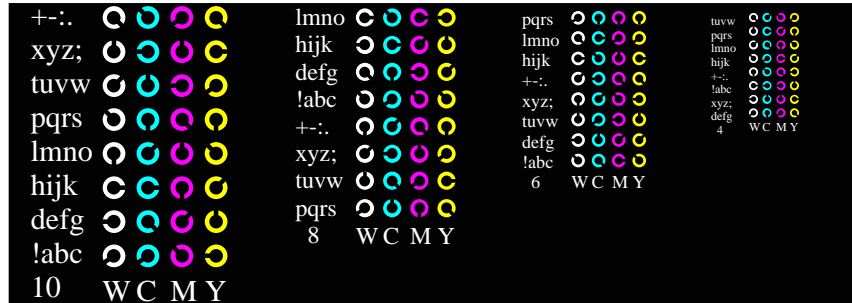 +-:.
xyz;
tuvw
pqrs
lmno
hijk
defg
!abc
10 W C M Y
lmno
hijk
defg
!abc
+-:.
xyz;
tuvw
pqrs
8 W C M Y
pqrs
lmno
hijk
+-:.
xyz;
tuvw
defg
!abc
6 W C M Y
tuvw
pqrs
lmno
hijk
+-:.
!abc
xyz;
defg
4 W C M Y